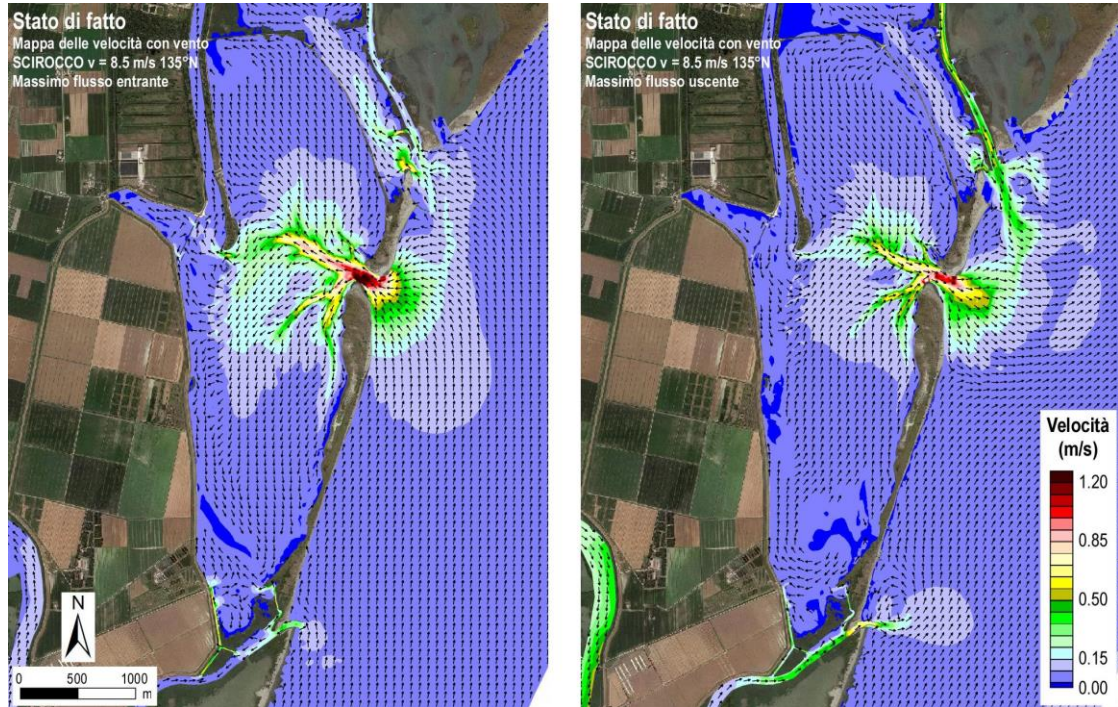 Stato di fatto
Mappa delle velocità con vento
SCIROCCO v = 8.5 m/s 135°N
Massimo flusso entrante
N
0 500 1000
m
Stato di fatto
Mappa delle velocità con vento
SCIROCCO v = 8.5 m/s 135°N
Massimo flusso uscente
Velocità
(m/s)
1.20
0.85
0.50
0.15
0.00